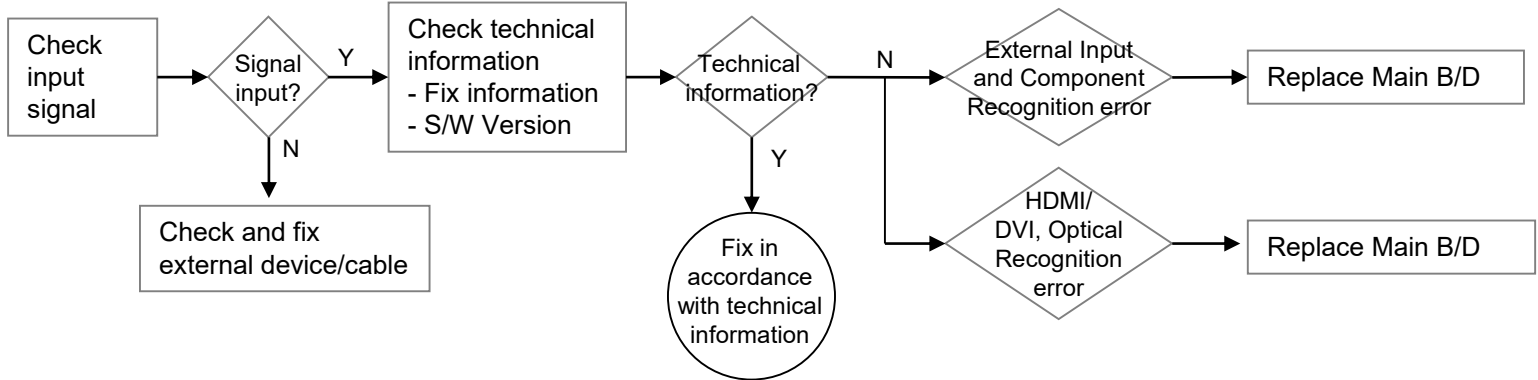 Check
input
signal
Signal
input?
Y
N
Check and fix
external device/cable
Check technical
information
- Fix information
- S/W Version
Technical
information?
Y
Fix in
accordance
with technical
information
N
External Input
and Component
Recognition error
Replace Main B/D
HDMI/
DVI, Optical
Recognition
error
Replace Main B/D